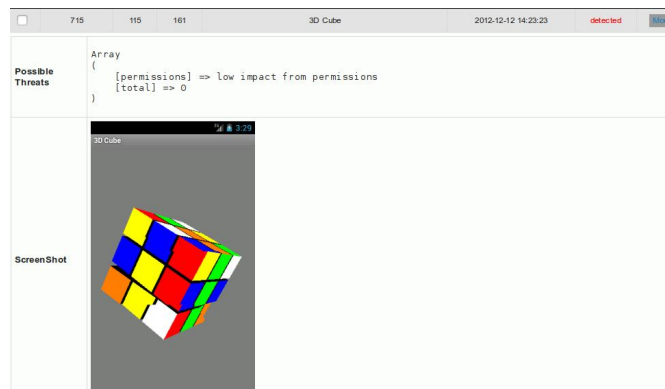 715 115 161 3D Cube 2012-12-12 14:23:23 detected
Possible
Threats
Array
(
[permissions] => low impact from permissions
[total] => 0
)
ScreenShot
3:29
3D Cube